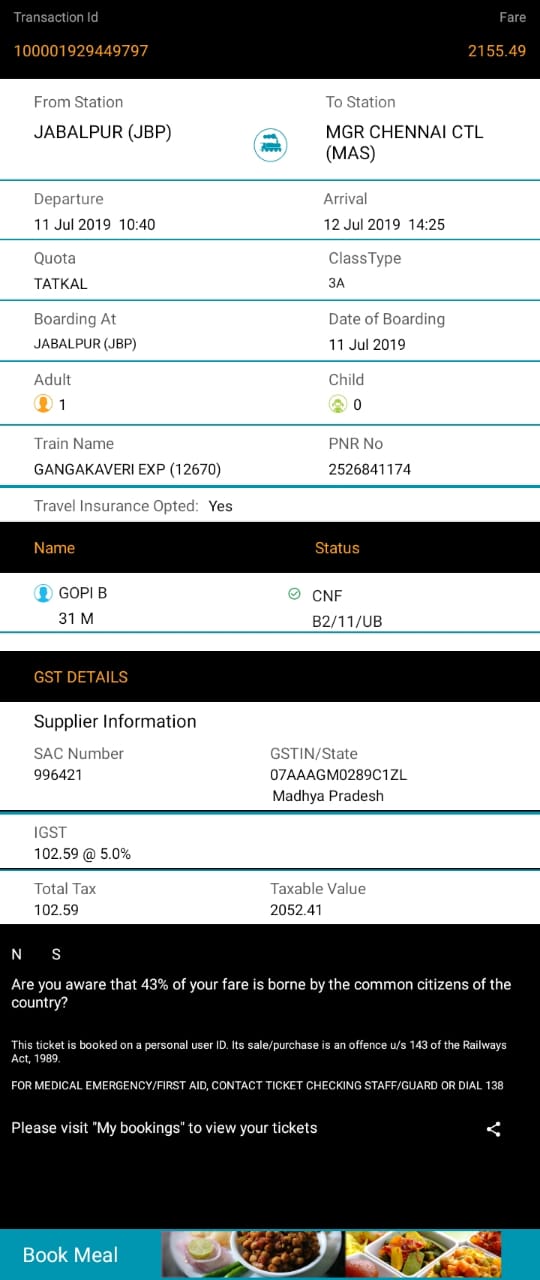 Transaction Id Fare
100001929449797 2155.49
From Station To Station
JABALPUR (JBP) MGR CHENNAI CTL
(MAS)
Departure Arrival
11 Jul 2019 10:40 12 Jul 2019 14:25
Quota ClassType
TATKAL 3A
Boarding At Date of Boarding
JABALPUR (JBP) 11 Jul 2019
Adult Child
1 0
Train Name PNR No
GANGAKAVERI EXP (12670) 2526841174
Travel Insurance Opted: Yes
Name Status
GOPI B CNF
31 M B2/11/UB
GST DETAILS
Supplier Information
SAC Number GSTIN/State
996421 07AAAGM0289C1ZL
Madhya Pradesh
IGST
102.59 @ 5.0%
Total Tax Taxable Value
102.59 2052.41
N S
Are you aware that 43% of your fare is borne by the common citizens of the
country?
This ticket is booked on a personal user ID. Its sale/purchase is an offence u/s 143 of the Railways
Act, 1989.
FOR MEDICAL EMERGENCY/FIRST AID, CONTACT TICKET CHECKING STAFF/GUARD OR DIAL 138
Please visit "My bookings" to view your tickets
Book Meal